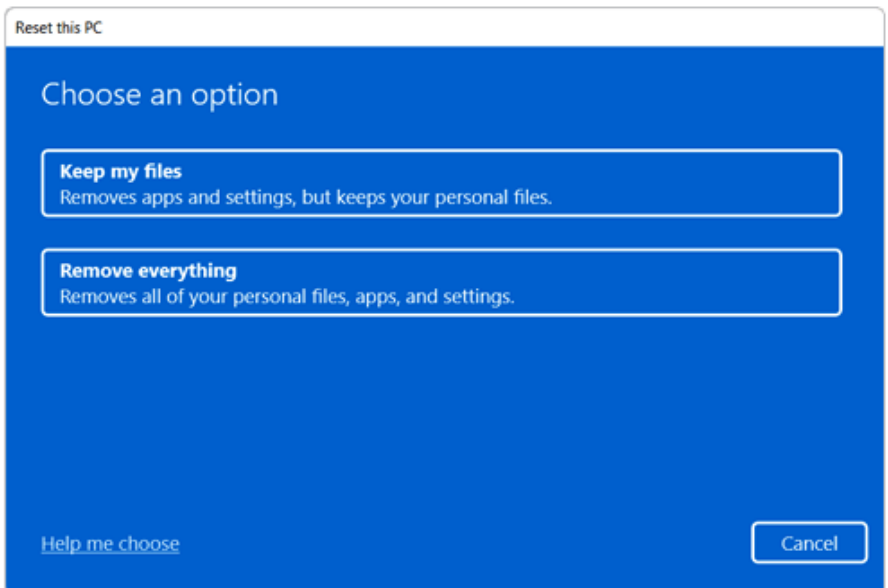 Reset this PC
Choose an option
Keep my files
Removes apps and settings, but keeps your personal files.
Remove everything
Removes all of your personal files, apps, and settings.
Help me choose
Cancel